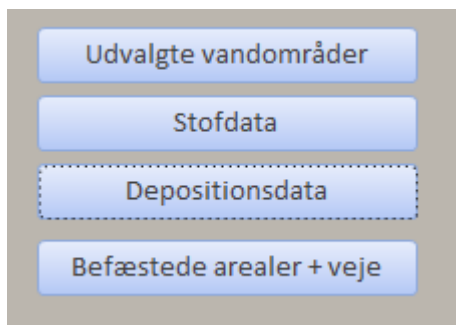 Udvalgte vandområder
Stofdata
Depositionsdata
Befæstede arealer + veje